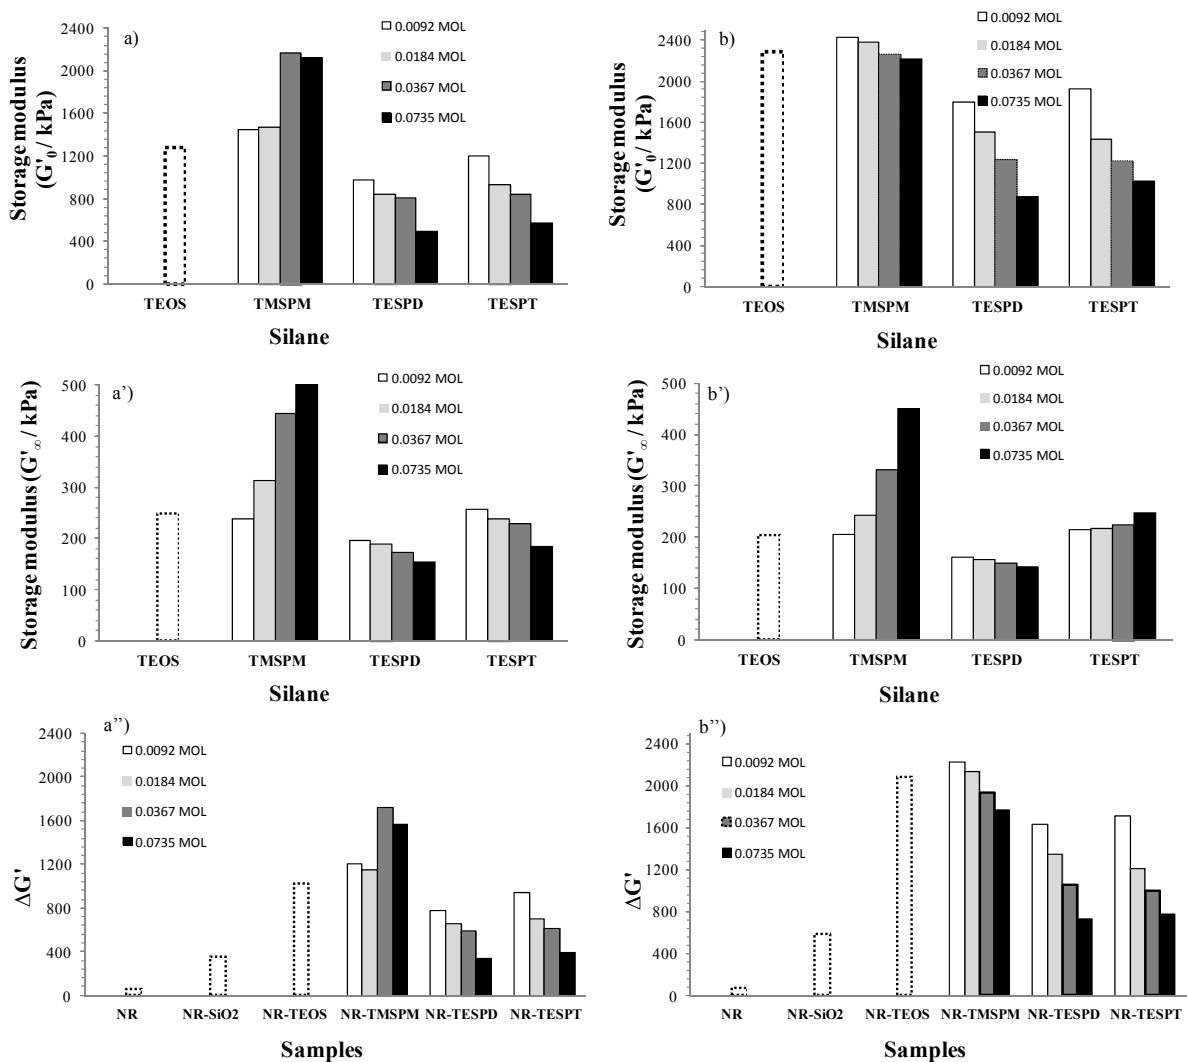 a)
0.0092 MOL
0.0184 MOL
0.0367 MOL
0.0735 MOL
Storage modulus
(G'₀ / kPa)
2400
2000
1600
1200
800
400
0
TEOS TMSPM TESPD TESPT
Silane
b)
0.0092 MOL
0.0184 MOL
0.0367 MOL
0.0735 MOL
Storage modulus
(G'₀ / kPa)
2400
2000
1600
1200
800
400
0
TEOS TMSPM TESPD TESPT
Silane
a')
0.0092 MOL
0.0184 MOL
0.0367 MOL
0.0735 MOL
Storage modulus (G'∞ / kPa)
500
400
300
200
100
0
TEOS TMSPM TESPD TESPT
Silane
b')
0.0092 MOL
0.0184 MOL
0.0367 MOL
0.0735 MOL
Storage modulus (G'∞ / kPa)
500
400
300
200
100
0
TEOS TMSPM TESPD TESPT
Silane
a'')
0.0092 MOL
0.0184 MOL
0.0367 MOL
0.0735 MOL
ΔG'
2400
2000
1600
1200
800
400
0
NR NR-SiO2 NR-TEOS NR-TMSPM NR-TESPD NR-TESPT
Samples
b'')
0.0092 MOL
0.0184 MOL
0.0367 MOL
0.0735 MOL
ΔG'
2400
2000
1600
1200
800
400
0
NR NR-SiO2 NR-TEOS NR-TMSPM NR-TESPD NR-TESPT
Samples